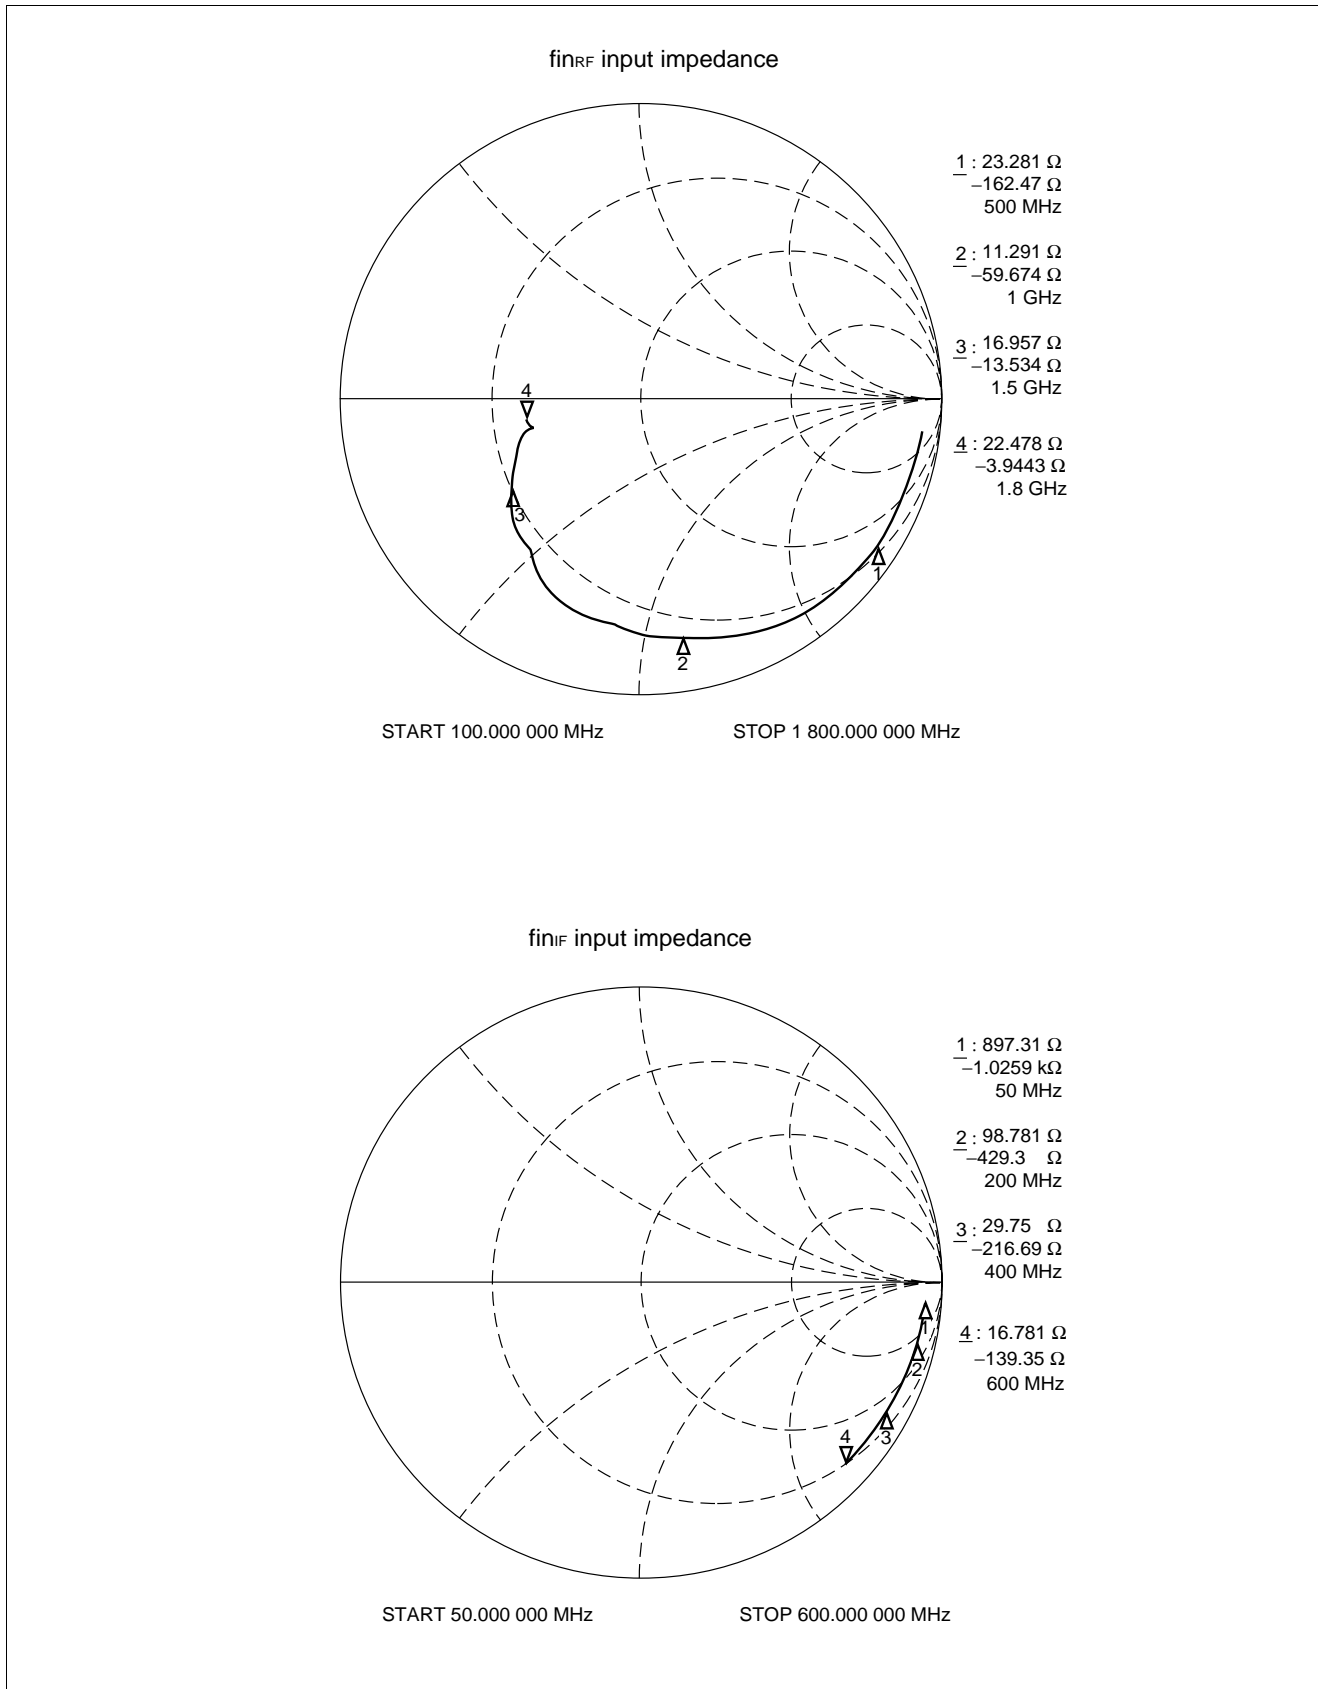 finRF input impedance
1 : 23.281 Ω
–162.47 Ω
500 MHz
2 : 11.291 Ω
–59.674 Ω
1 GHz
3 : 16.957 Ω
–13.534 Ω
1.5 GHz
4
4 : 22.478 Ω
–3.9443 Ω
1.8 GHz
3
1
2
START 100.000 000 MHz STOP 1 800.000 000 MHz
finIF input impedance
1 : 897.31 Ω
–1.0259 kΩ
50 MHz
2 : 98.781 Ω
–429.3 Ω
200 MHz
3 : 29.75 Ω
–216.69 Ω
400 MHz
1
4 : 16.781 Ω
–139.35 Ω
600 MHz
2
4
3
START 50.000 000 MHz STOP 600.000 000 MHz